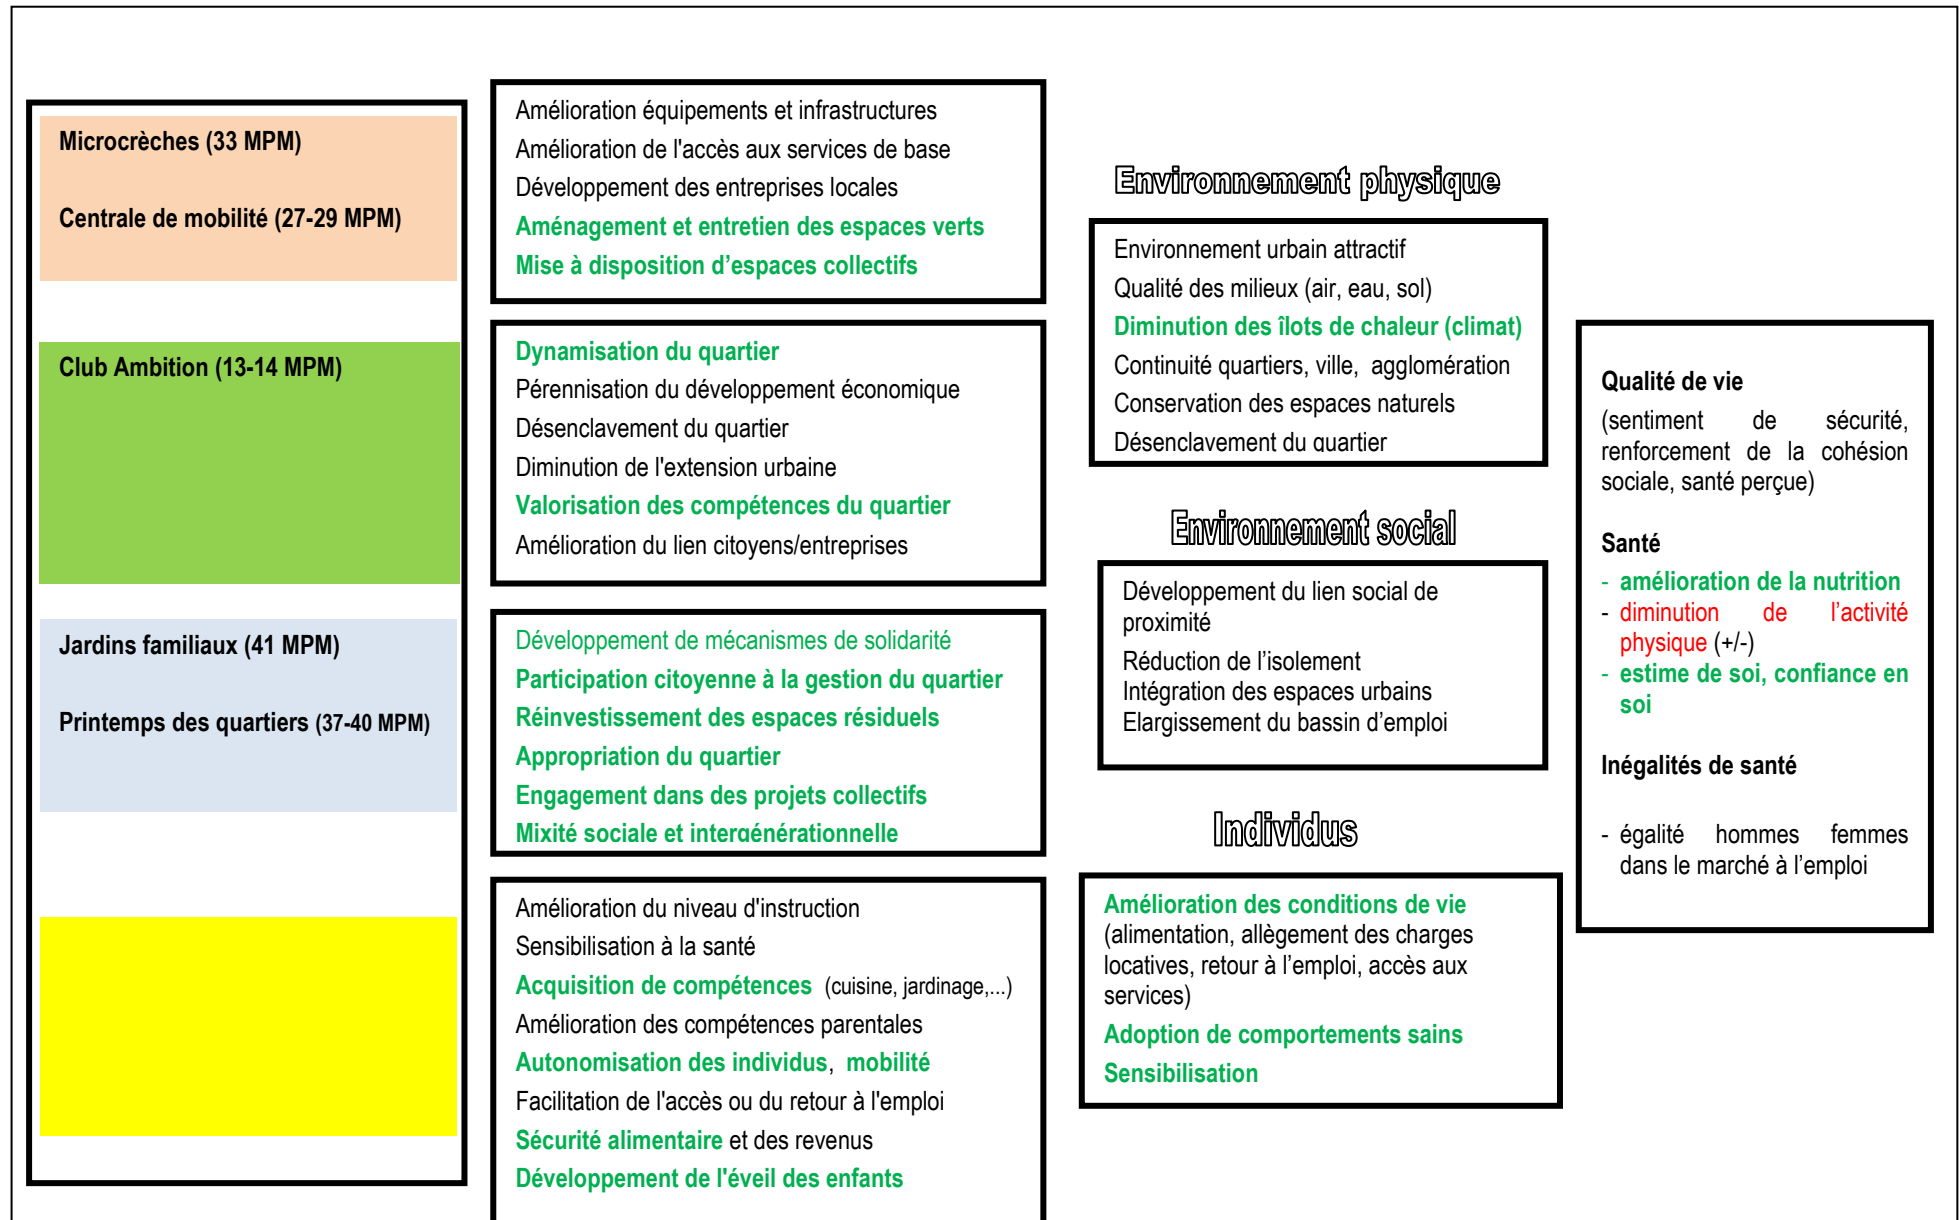 Microcrèches (33 MPM)
Centrale de mobilité (27-29 MPM)
Club Ambition (13-14 MPM)
Jardins familiaux (41 MPM)
Printemps des quartiers (37-40 MPM)
Amélioration équipements et infrastructures
Amélioration de l'accès aux services de base
Développement des entreprises locales
Aménagement et entretien des espaces verts
Mise à disposition d’espaces collectifs
Dynamisation du quartier
Pérennisation du développement économique
Désenclavement du quartier
Diminution de l'extension urbaine
Valorisation des compétences du quartier
Amélioration du lien citoyens/entreprises
Développement de mécanismes de solidarité
Participation citoyenne à la gestion du quartier
Réinvestissement des espaces résiduels
Appropriation du quartier
Engagement dans des projets collectifs
Mixité sociale et intergénérationnelle
Amélioration du niveau d'instruction
Sensibilisation à la santé
Acquisition de compétences (cuisine, jardinage,...)
Amélioration des compétences parentales
Autonomisation des individus, mobilité
Facilitation de l'accès ou du retour à l'emploi
Sécurité alimentaire et des revenus
Développement de l'éveil des enfants
Environnement physique
Environnement urbain attractif
Qualité des milieux (air, eau, sol)
Diminution des îlots de chaleur (climat)
Continuité quartiers, ville, agglomération
Conservation des espaces naturels
Désenclavement du quartier
Environnement social
Développement du lien social de
proximité
Réduction de l’isolement
Intégration des espaces urbains
Elargissement du bassin d’emploi
Individus
Amélioration des conditions de vie
(alimentation, allègement des charges
locatives, retour à l’emploi, accès aux
services)
Adoption de comportements sains
Sensibilisation
Qualité de vie
(sentiment de sécurité,
renforcement de la cohésion
sociale, santé perçue)
Santé
- amélioration de la nutrition
- diminution de l’activité
physique (+/-)
- estime de soi, confiance en
soi
Inégalités de santé
- égalité hommes femmes
dans le marché à l’emploi